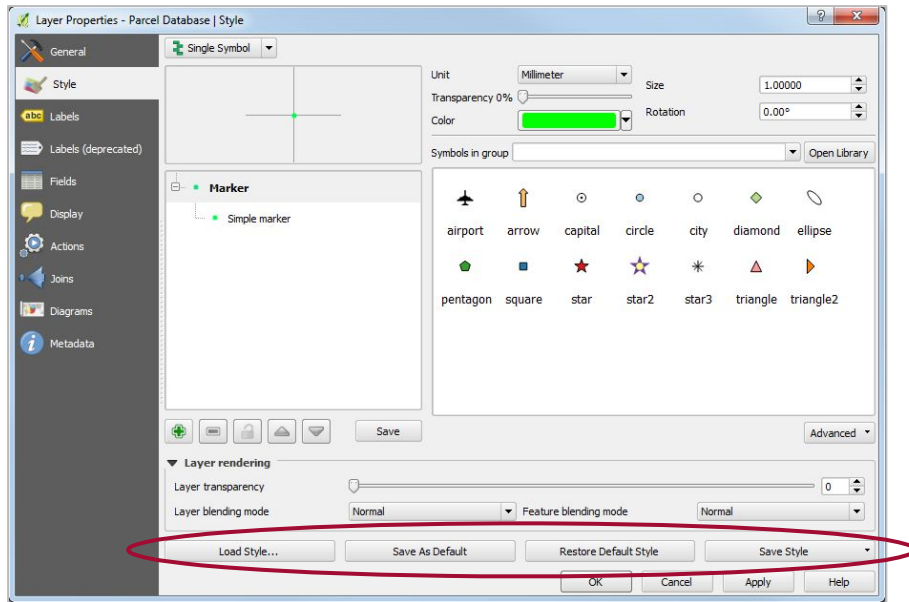 Layer Properties - Parcel Database | Style
?
X
General
Style
abc Labels
Labels (deprecated)
Fields
Display
Actions
Joins
Diagrams
i Metadata
Single Symbol
Unit Millimeter Size 1.00000
Transparency 0%
Color Rotation 0.00°
Symbols in group Open Library
Marker
Simple marker
airport arrow capital circle city diamond ellipse
pentagon square star star2 star3 triangle triangle2
Save Advanced
Layer rendering
Layer transparency 0
Layer blending mode Normal Feature blending mode Normal
Load Style... Save As Default Restore Default Style Save Style
OK Cancel Apply Help